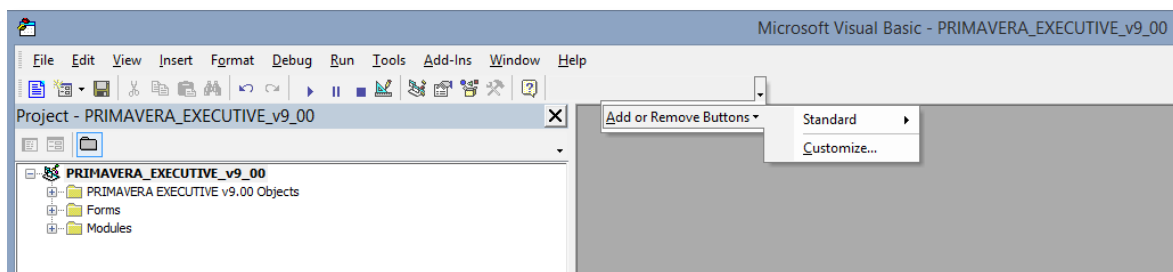 Microsoft Visual Basic - PRIMAVERA_EXECUTIVE_v9_00
File Edit View Insert Format Debug Run Tools Add-Ins Window Help
Project - PRIMAVERA_EXECUTIVE_v9_00
Add or Remove Buttons
Standard
Customize...
PRIMAVERA_EXECUTIVE_v9_00
PRIMAVERA EXECUTIVE v9.00 Objects
Forms
Modules